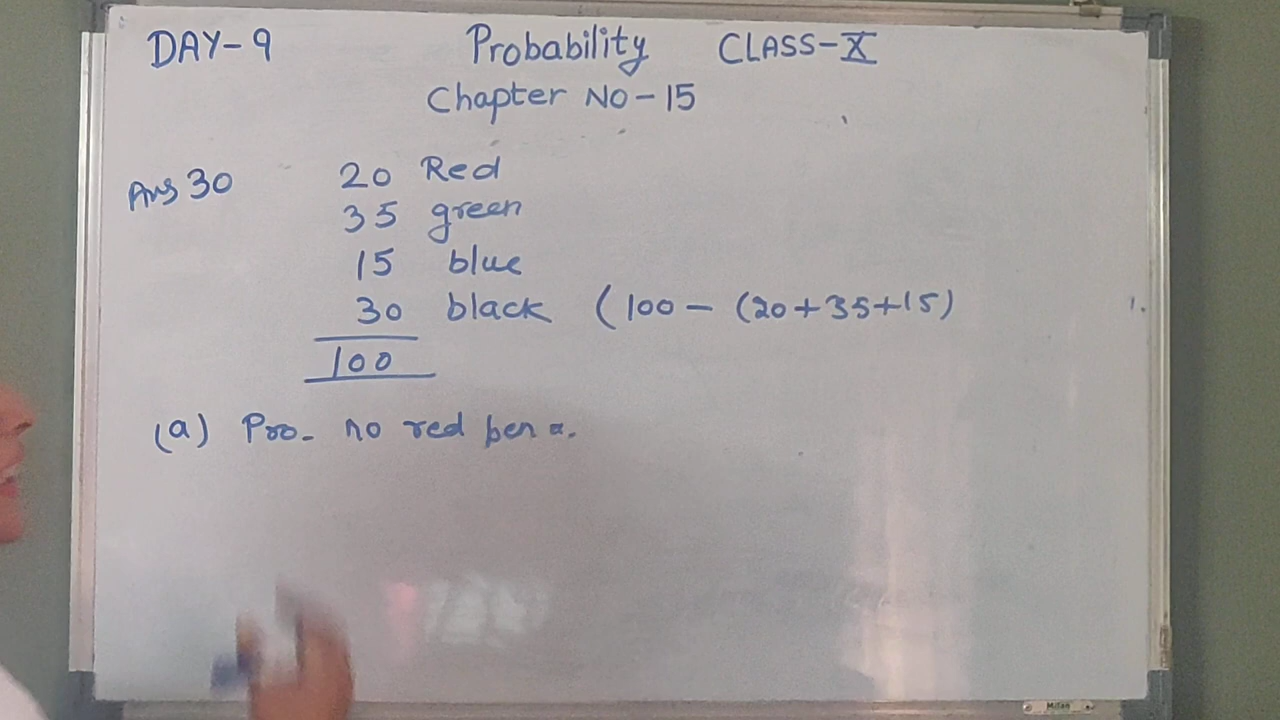 DAY-9 Probability CLASS-X
Chapter NO-15
Ans 30 20 Red
35 green
15 blue
30 black (100 - (20+35+15)
100
(a) Pro. no red pen